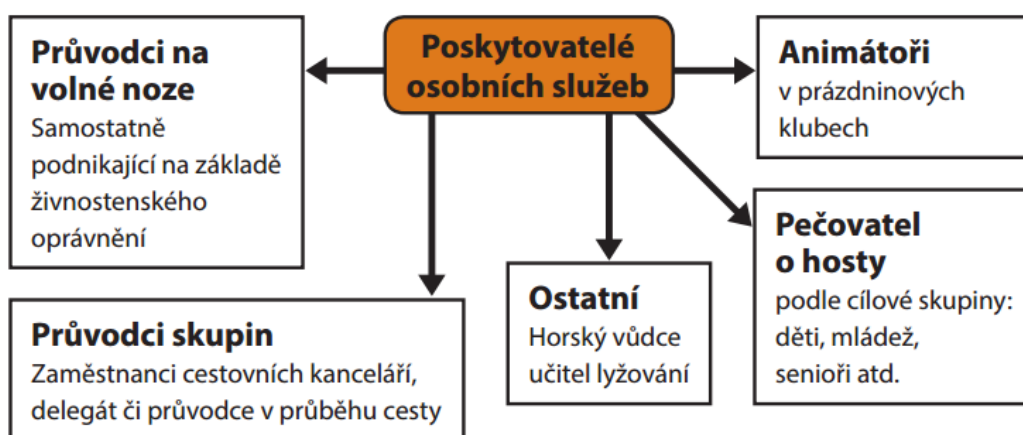 Poskytovatelé
osobních služeb
Průvodci na
volné noze
Samostatně
podnikající na základě
živnostenského
oprávnění
Průvodci skupin
Zaměstnanci cestovních kanceláří,
delegát či průvodce v průběhu cesty
Ostatní
Horský vůdce
učitel lyžování
Animátoři
v prázdninových
klubech
Pečovatel
o hosty
podle cílové skupiny:
děti, mládež,
senioři atd.